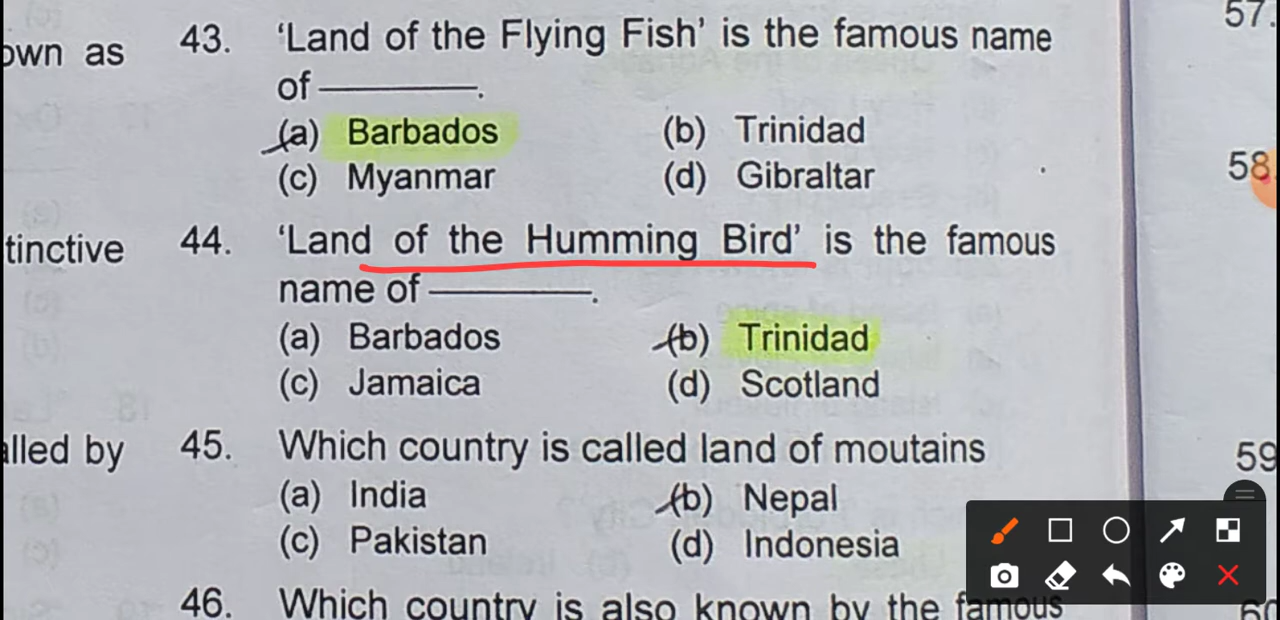 own as
43. 'Land of the Flying Fish' is the famous name
of ________.
(a) Barbados (b) Trinidad
(c) Myanmar (d) Gibraltar
tinctive
44. 'Land of the Humming Bird' is the famous
name of ________.
(a) Barbados (b) Trinidad
(c) Jamaica (d) Scotland
alled by
45. Which country is called land of moutains
(a) India (b) Nepal
(c) Pakistan (d) Indonesia
46. Which country is also known by the famous
57.
58
59
60